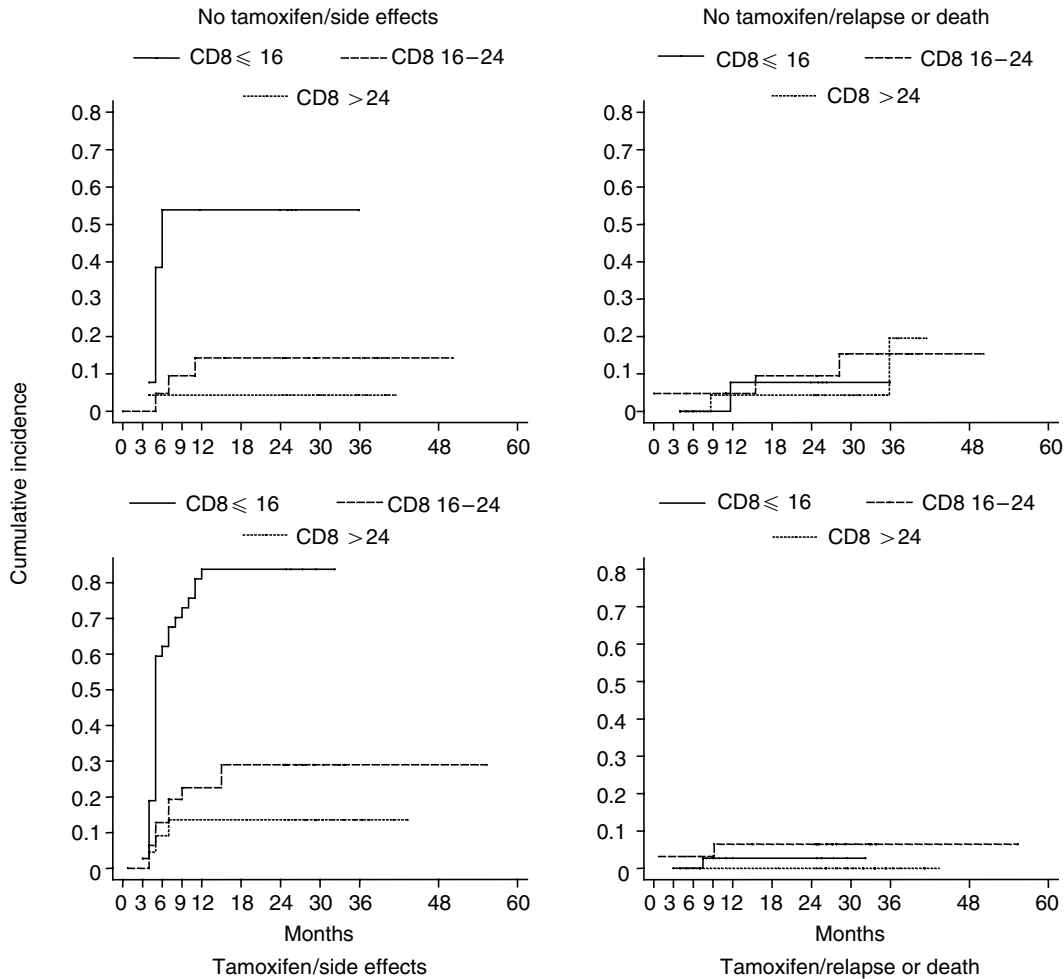 No tamoxifen/side effects
CD8 ⩽ 16
CD8 16–24
CD8 >24
0.8
0.7
0.6
0.5
0.4
0.3
0.2
0.1
0
0 3 6 9 12 18 24 30 36 48 60
No tamoxifen/relapse or death
CD8 ⩽ 16
CD8 16–24
CD8 >24
0.8
0.7
0.6
0.5
0.4
0.3
0.2
0.1
0
0 3 6 9 12 18 24 30 36 48 60
Cumulative incidence
CD8 ⩽ 16
CD8 16–24
CD8 >24
0.8
0.7
0.6
0.5
0.4
0.3
0.2
0.1
0
0 3 6 9 12 18 24 30 36 48 60
Months
Tamoxifen/side effects
CD8 ⩽ 16
CD8 16–24
CD8 >24
0.8
0.7
0.6
0.5
0.4
0.3
0.2
0.1
0
0 3 6 9 12 18 24 30 36 48 60
Months
Tamoxifen/relapse or death